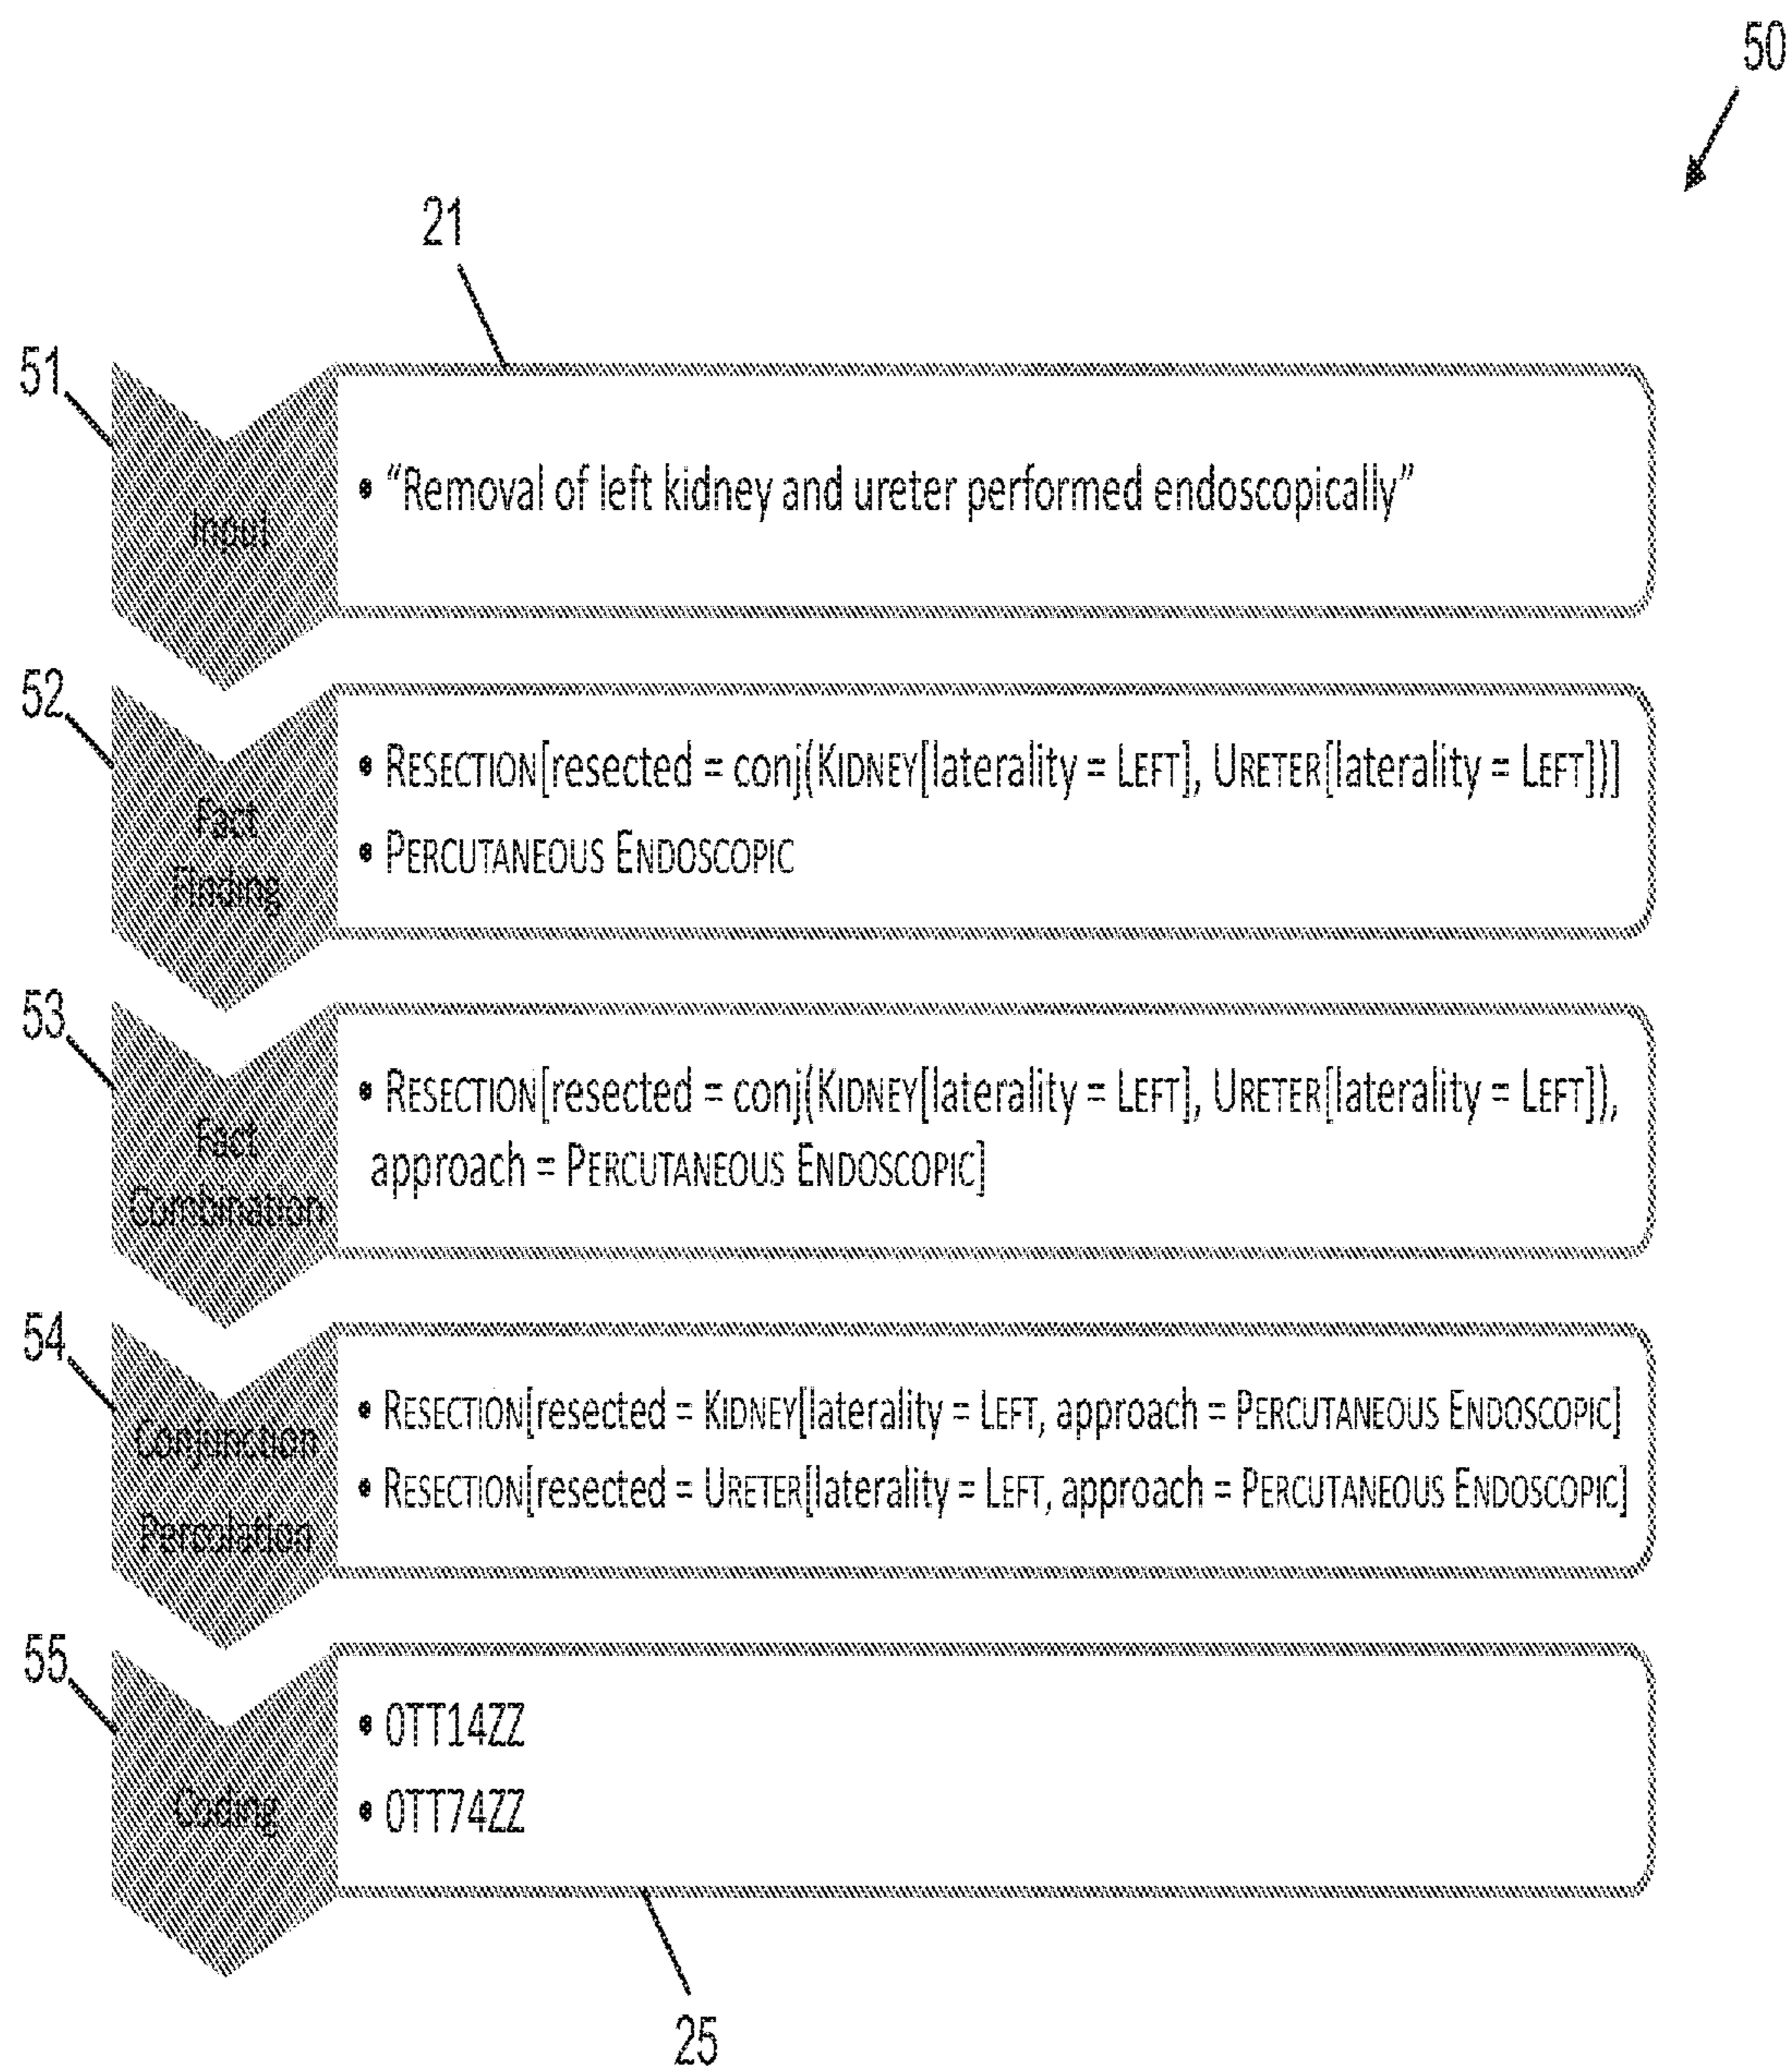 50
21
51
Input
• “Removal of left kidney and ureter performed endoscopically”
52
Fact
Finding
• RESECTION[resected = conj(KIDNEY[laterality = LEFT], URETER[laterality = LEFT])]
• PERCUTANEOUS ENDOSCOPIC
53
Fact
Combination
• RESECTION[resected = conj(KIDNEY[laterality = LEFT], URETER[laterality = LEFT]),
approach = PERCUTANEOUS ENDOSCOPIC]
54
Conjunction
Percolation
• RESECTION[resected = KIDNEY[laterality = LEFT, approach = PERCUTANEOUS ENDOSCOPIC]
• RESECTION[resected = URETER[laterality = LEFT, approach = PERCUTANEOUS ENDOSCOPIC]
55
Coding
• 0TT14ZZ
• 0TT74ZZ
25